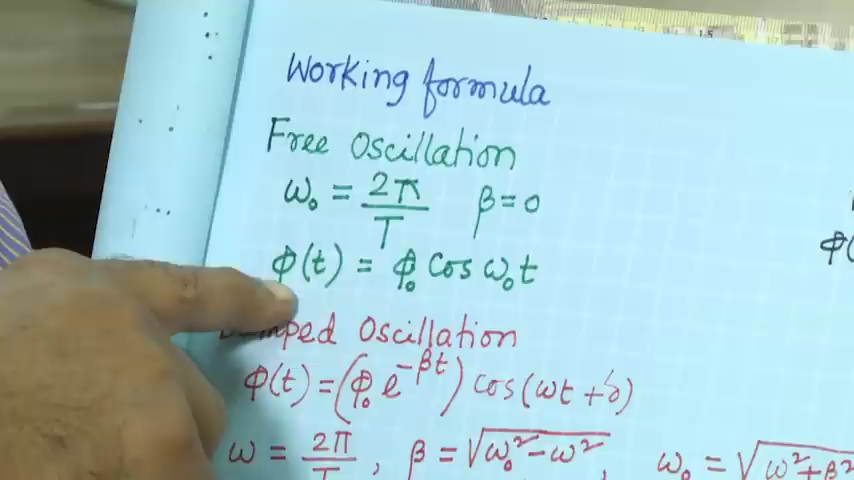 Working formula
Free Oscillation
ω₀ = 2π/T β=0
ϕ(t) = ϕ₀ cos ω₀t
Damped Oscillation
ϕ(t) = (ϕ₀ e^{-βt}) cos(ωt + δ)
ω = 2π/T , β = √(ω₀² - ω²) , ω₀ = √(ω² + β²
ϕ(